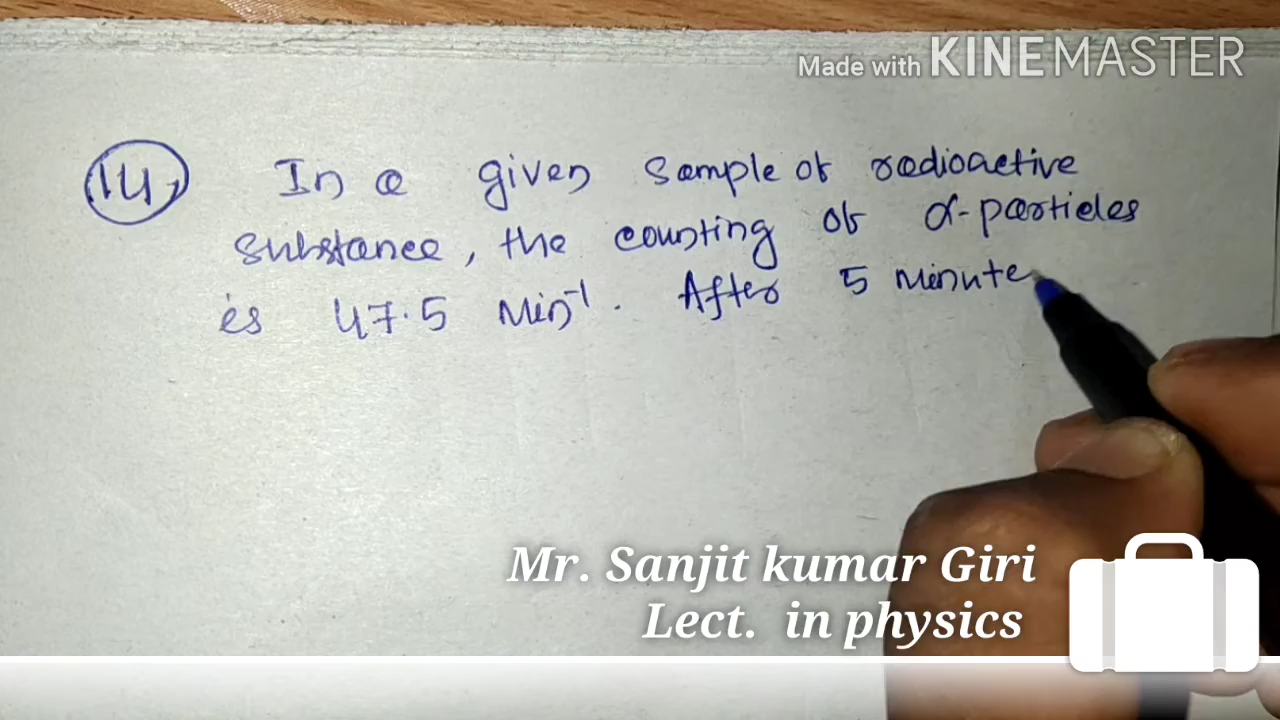 Made with KINEMASTER
14, In a given sample of radioactive
substance, the counting of α-particles
is 47.5 Min⁻¹. After 5 minute
Mr. Sanjit kumar Giri
Lect. in physics